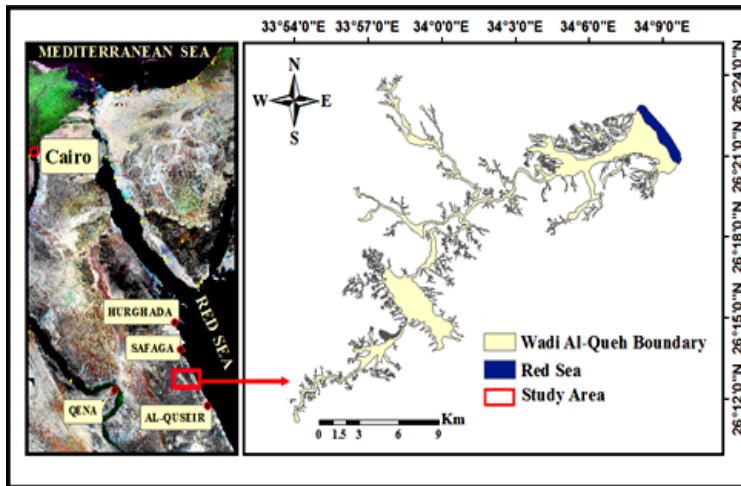 MEDITERRANEAN SEA
Cairo
HURGHADA
SAFAGA
RED SEA
QENA
AL-QUSEIR
33°54'0"E 33°57'0"E 34°0'0"E 34°3'0"E 34°6'0"E 34°9'0"E
N
W E
S
26°24'0"N
26°21'0"N
26°18'0"N
26°15'0"N
26°12'0"N
Wadi Al-Queh Boundary
Red Sea
Study Area
Km
0 1.5 3 6 9